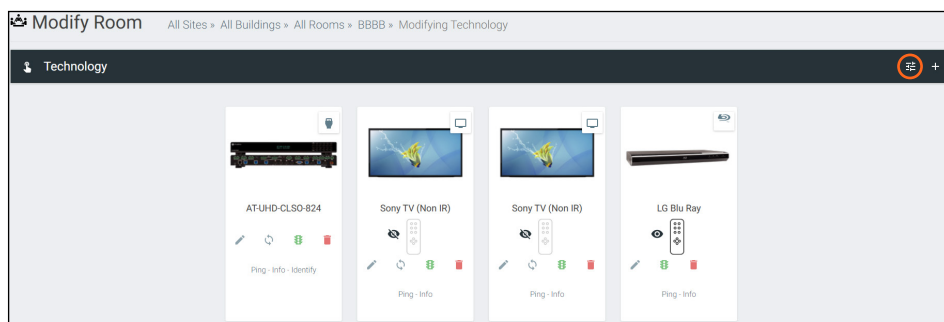 Modify Room All Sites » All Buildings » All Rooms » BBBB » Modifying Technology
Technology
AT-UHD-CLSO-824 Sony TV (Non IR) Sony TV (Non IR) LG Blu Ray
Ping - Info - Identify Ping - Info Ping - Info Ping - Info